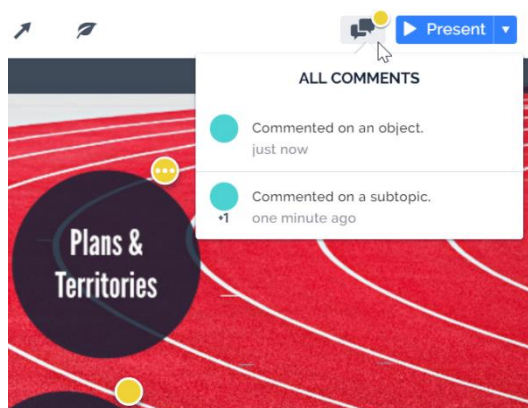 Present
ALL COMMENTS
Commented on an object.
just now
Commented on a subtopic.
+1 one minute ago
Plans &
Territories